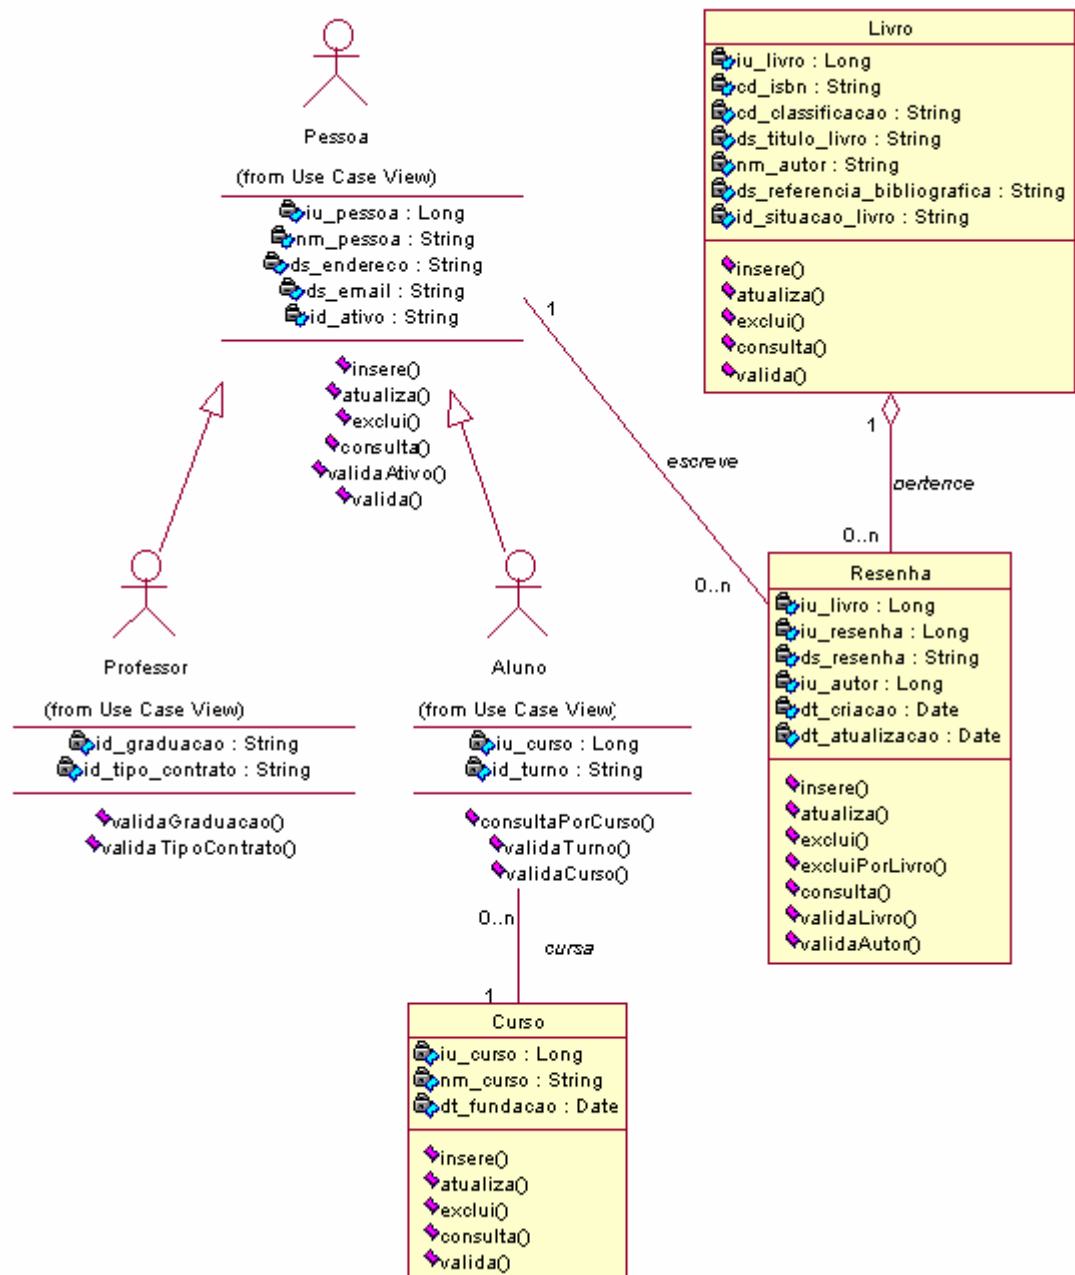 Pessoa
(from Use Case View)
iu_pessoa : Long
nm_pessoa : String
ds_endereco : String
ds_email : String
id_ativo : String
insere()
atualiza()
exclui()
consulta()
validaAtivo()
valida()
Livro
iu_livro : Long
cd_isbn : String
cd_classificacao : String
ds_titulo_livro : String
nm_autor : String
ds_referencia_bibliografica : String
id_situacao_livro : String
insere()
atualiza()
exclui()
consulta()
valida()
1
escreve
0..n
1
pertence
0..n
Professor
(from Use Case View)
id_graduacao : String
id_tipo_contrato : String
validaGraduacao()
validaTipoContrato()
Aluno
(from Use Case View)
iu_curso : Long
id_turno : String
consultaPorCurso()
validaTurno()
validaCurso()
Resenha
iu_livro : Long
iu_resenha : Long
ds_resenha : String
iu_autor : Long
dt_criacao : Date
dt_atualizacao : Date
insere()
atualiza()
exclui()
excluiPorLivro()
consulta()
validaLivro()
validaAutor()
0..n
cursa
1
Curso
iu_curso : Long
nm_curso : String
dt_fundacao : Date
insere()
atualiza()
exclui()
consulta()
valida()